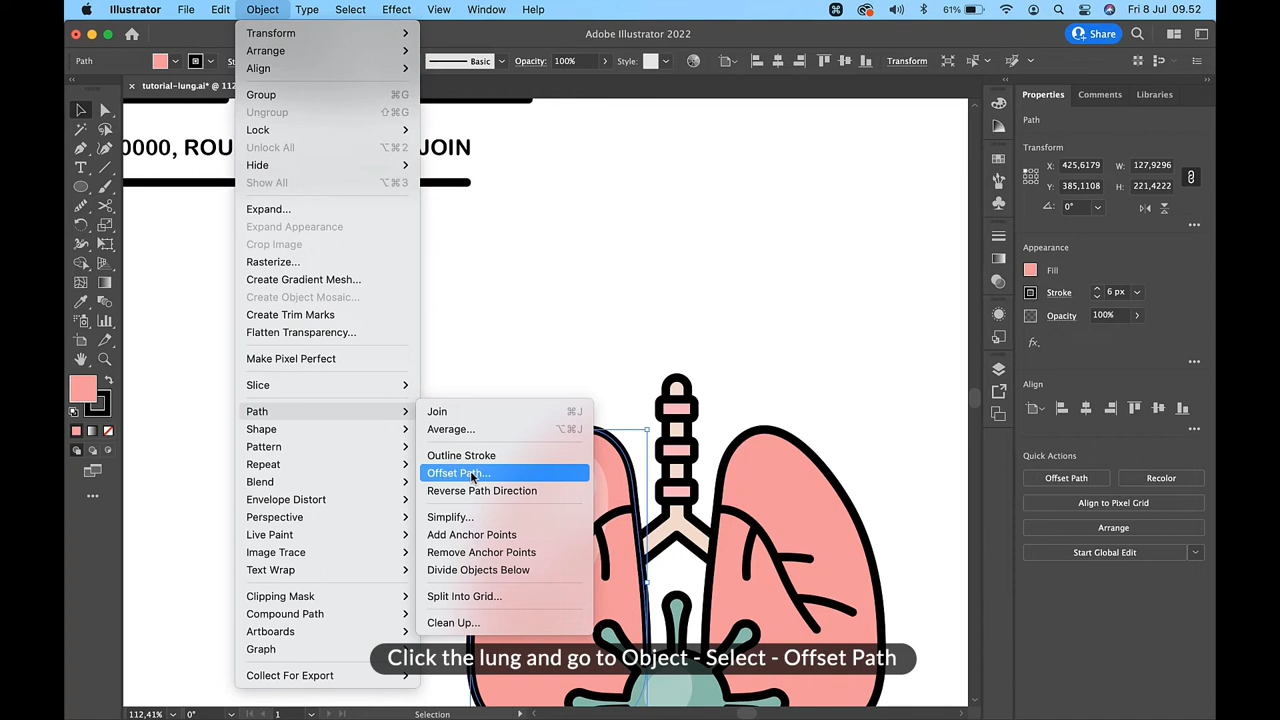 Illustrator File Edit Object Type Select Effect View Window Help 61% Fri 8 Jul 09.52
Adobe Illustrator 2022
Share
Path
Basic
Opacity: 100%
Style:
Transform
× tutorial-lung.ai* @ 112
0000, ROU
JOIN
Transform
Arrange
Align
Group ⌘G
Ungroup ⇧⌘G
Lock
Unlock All ⌥⌘2
Hide
Show All ⌥⌘3
Expand...
Expand Appearance
Crop Image
Rasterize...
Create Gradient Mesh...
Create Object Mosaic...
Create Trim Marks
Flatten Transparency...
Make Pixel Perfect
Slice
Path
Shape
Pattern
Repeat
Blend
Envelope Distort
Perspective
Live Paint
Image Trace
Text Wrap
Clipping Mask
Compound Path
Artboards
Graph
Collect For Export
Join ⌘J
Average... ⌥⌘J
Outline Stroke
Offset Path...
Reverse Path Direction
Simplify...
Add Anchor Points
Remove Anchor Points
Divide Objects Below
Split Into Grid...
Clean Up...
Properties Comments Libraries
Path
Transform
X: 425,6179 W: 127,9296
Y: 385,1108 H: 221,4222
0°
Appearance
Fill
Stroke 6 px
Opacity 100%
fx.
Align
Quick Actions
Offset Path Recolor
Align to Pixel Grid
Arrange
Start Global Edit
Click the lung and go to Object - Select - Offset Path
112,41% 0° 1 Selection